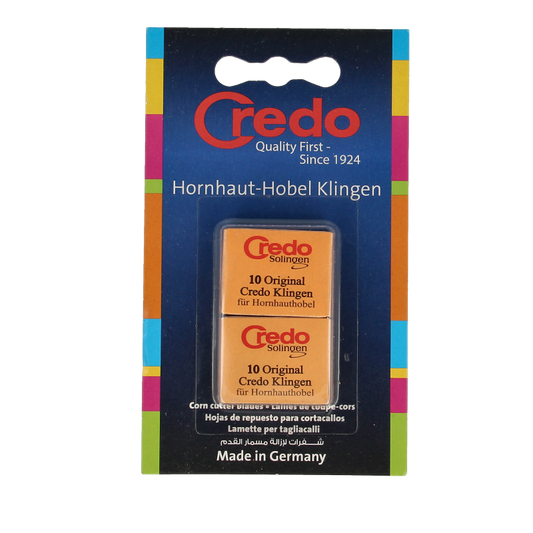 Credo
Quality First -
Since 1924
Hornhaut-Hobel Klingen
Credo
Solingen
10 Original
Credo Klingen
für Hornhauthobel
Credo
Solingen
10 Original
Credo Klingen
für Hornhauthobel
Corn cutter blades • Lames de coupe-cors
Hojas de repuesto para cortacallos
Lamette per tagliacalli
شفرات لإزالة مسمار القدم
Made in Germany